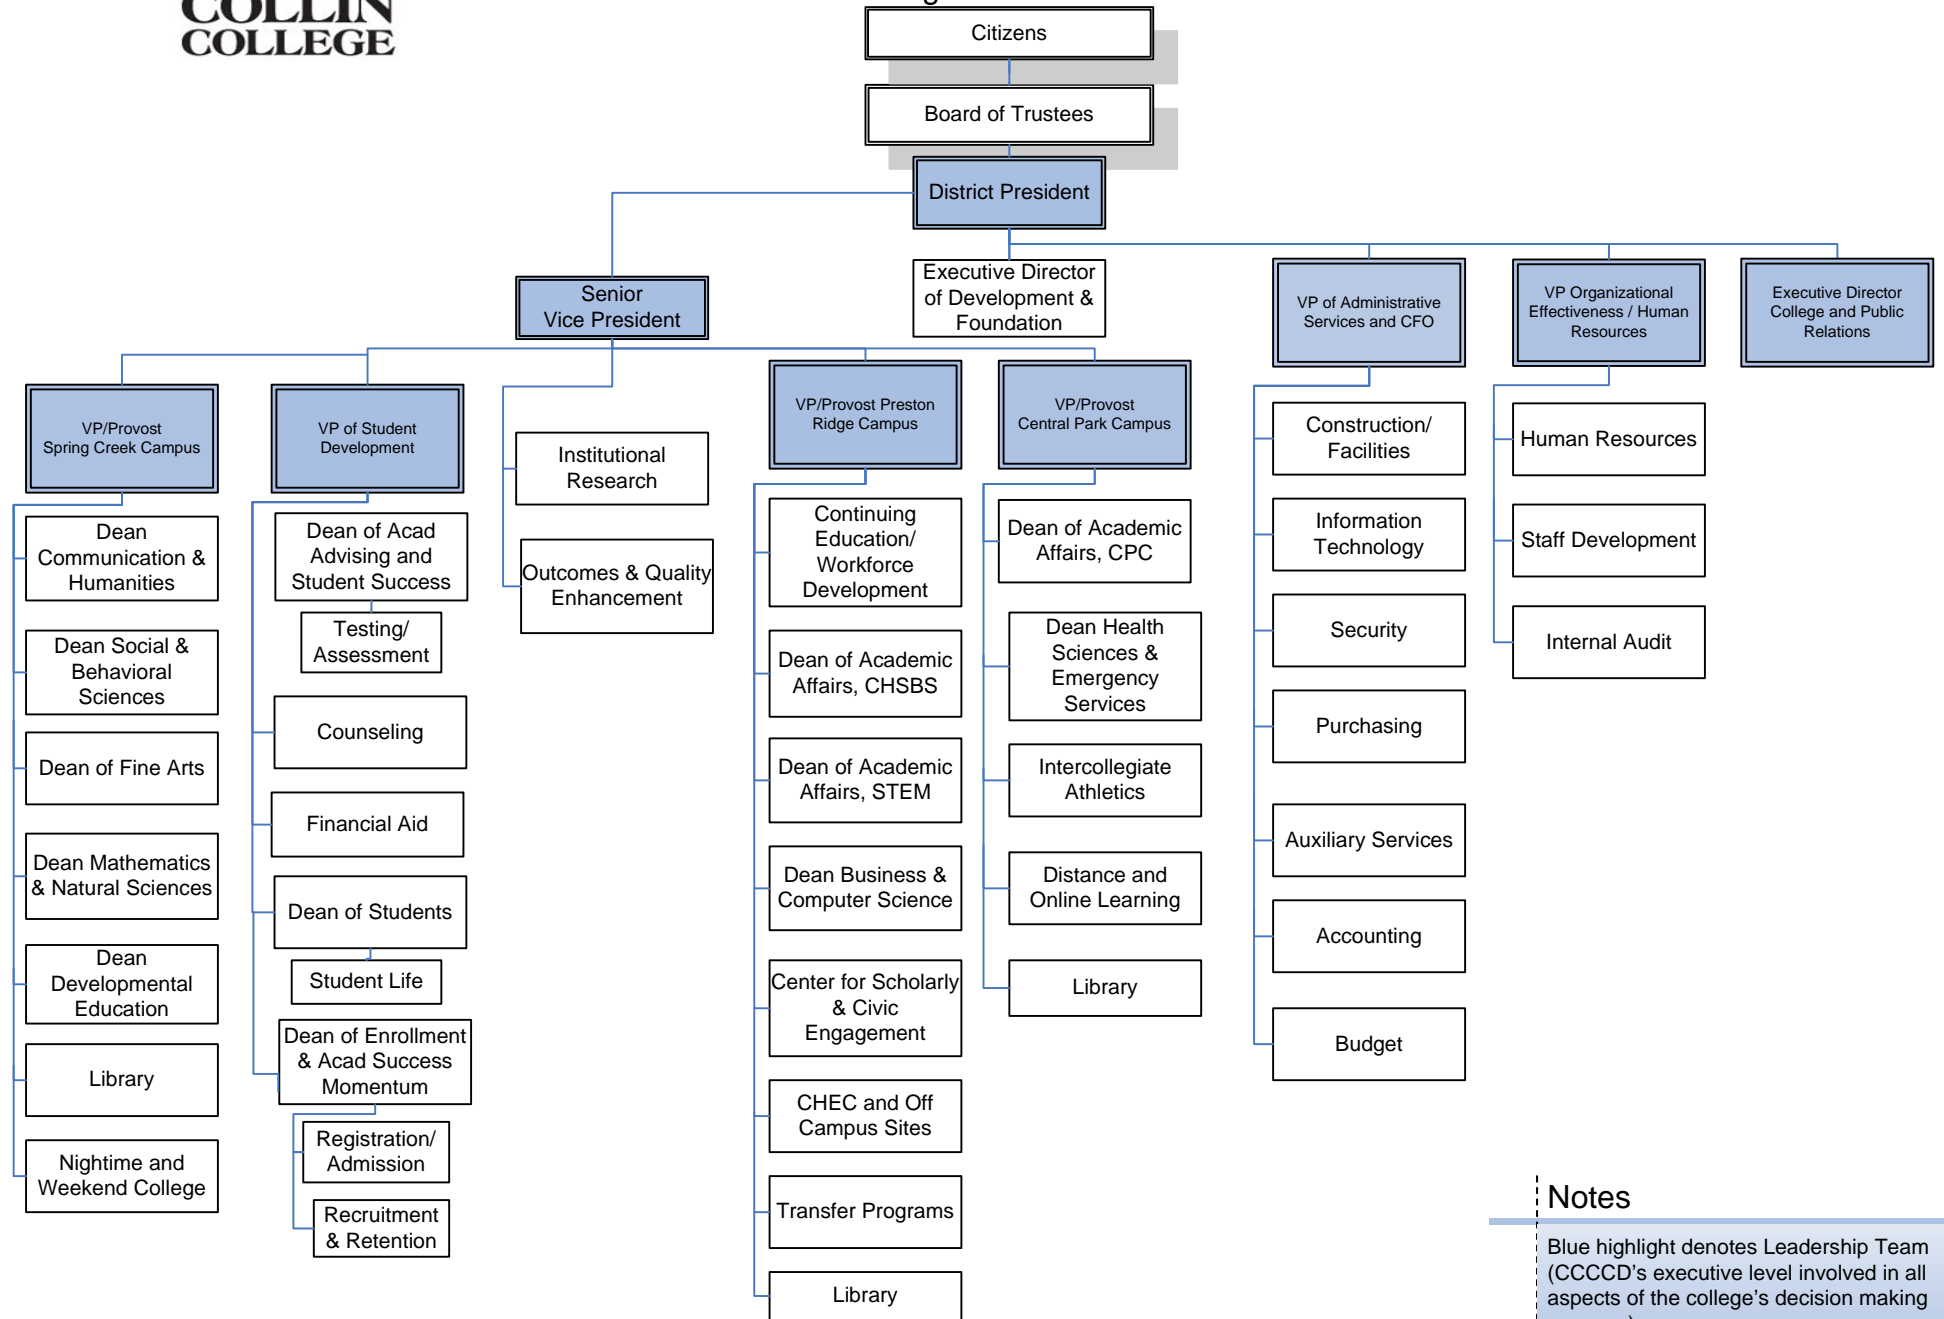 COLLIN
COLLEGE
Citizens
Board of Trustees
District President
Senior
Vice President
Executive Director
of Development &
Foundation
VP of Administrative
Services and CFO
VP Organizational
Effectiveness / Human
Resources
Executive Director
College and Public
Relations
VP/Provost
Spring Creek Campus
Dean
Communication &
Humanities
Dean Social &
Behavioral
Sciences
Dean of Fine Arts
Dean Mathematics
& Natural Sciences
Dean
Developmental
Education
Library
Nightime and
Weekend College
VP of Student
Development
Dean of Acad
Advising and
Student Success
Testing/
Assessment
Counseling
Financial Aid
Dean of Students
Student Life
Dean of Enrollment
& Acad Success
Momentum
Registration/
Admission
Recruitment
& Retention
Institutional
Research
Outcomes & Quality
Enhancement
VP/Provost Preston
Ridge Campus
Continuing
Education/
Workforce
Development
Dean of Academic
Affairs, CHSBS
Dean of Academic
Affairs, STEM
Dean Business &
Computer Science
Center for Scholarly
& Civic
Engagement
CHEC and Off
Campus Sites
Transfer Programs
Library
VP/Provost
Central Park Campus
Dean of Academic
Affairs, CPC
Dean Health
Sciences &
Emergency
Services
Intercollegiate
Athletics
Distance and
Online Learning
Library
Construction/
Facilities
Information
Technology
Security
Purchasing
Auxiliary Services
Accounting
Budget
Human Resources
Staff Development
Internal Audit
Notes
Blue highlight denotes Leadership Team
(CCCCD's executive level involved in all
aspects of the college's decision making